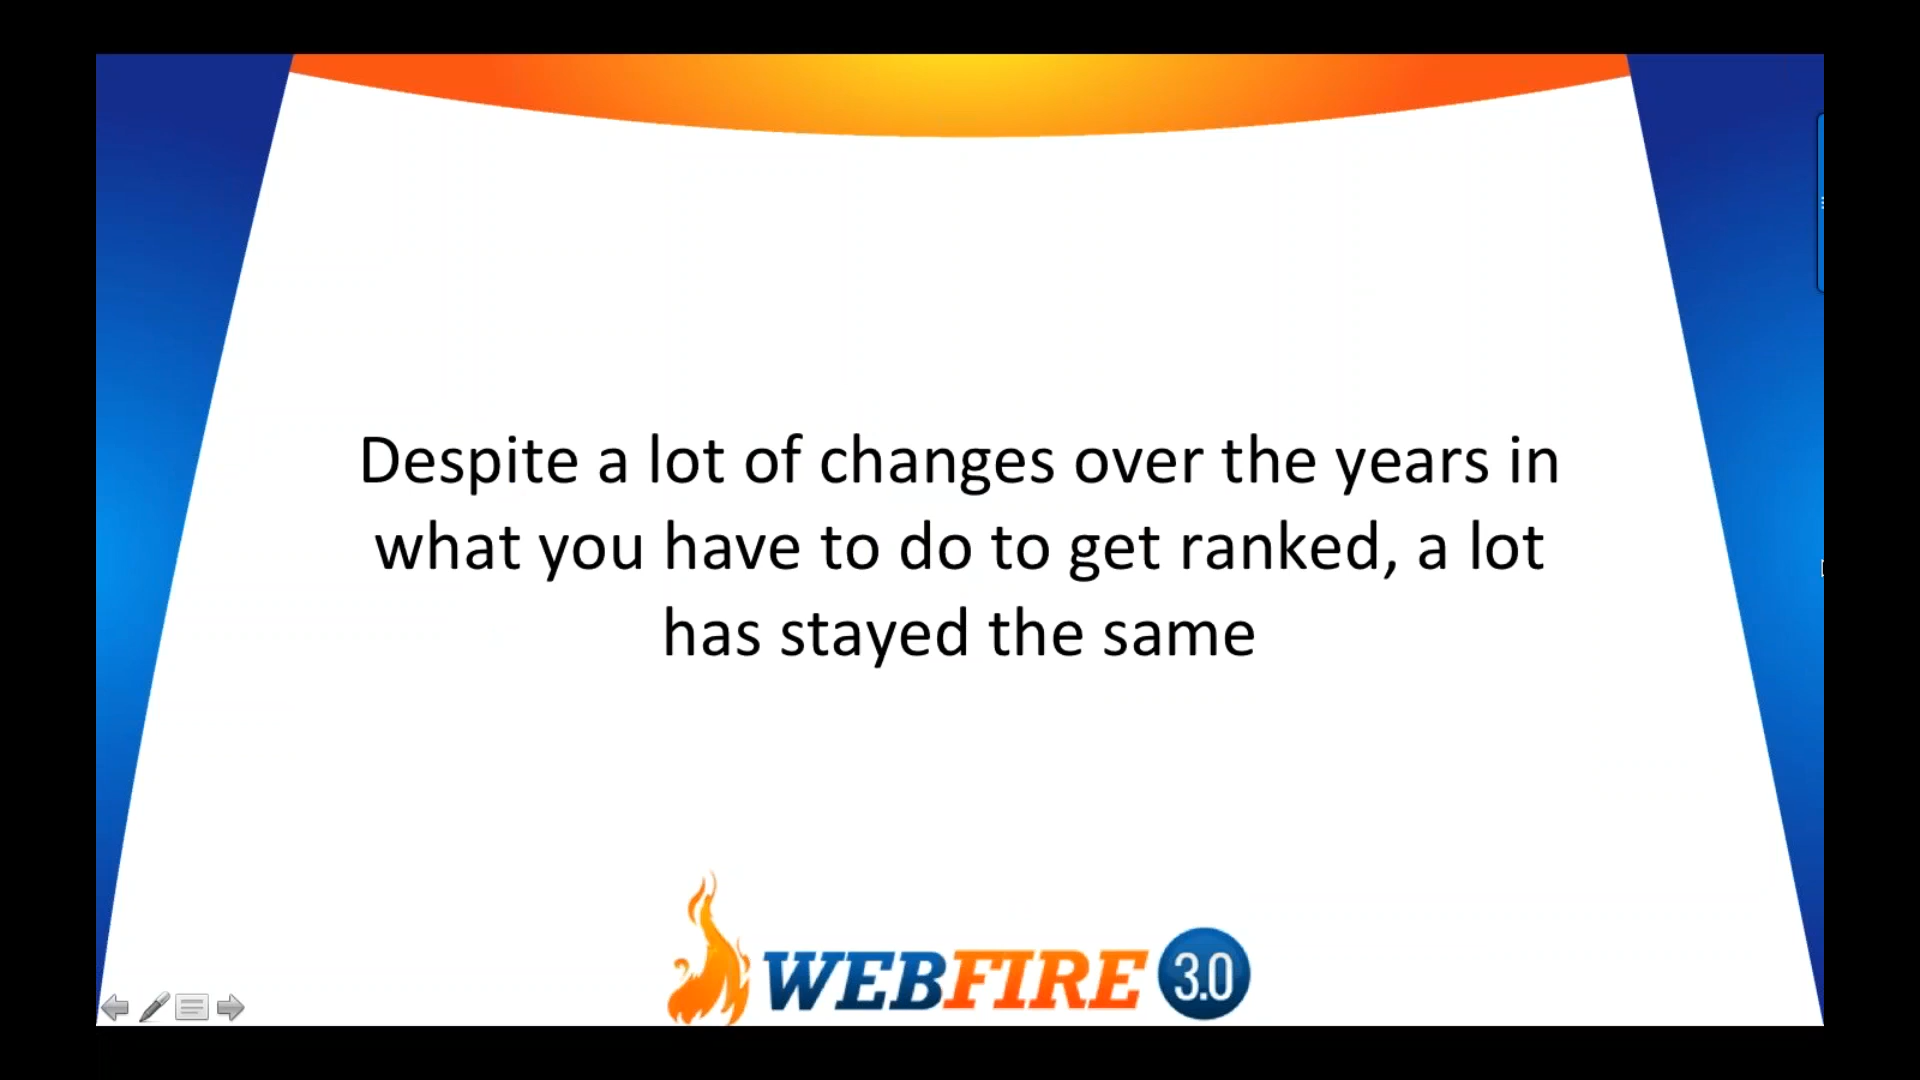 Despite a lot of changes over the years in
what you have to do to get ranked, a lot
has stayed the same
WEBFIRE 3.0